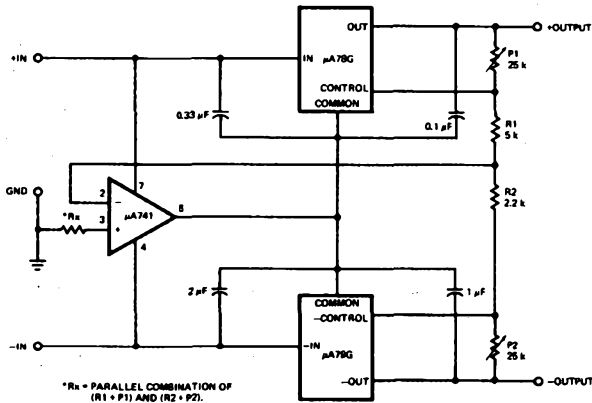 OUT
+OUTPUT
+IN
IN
μA78G
P1
25 k
CONTROL
COMMON
0.33 μF
0.1 μF
R1
5 k
GND
2
7
μA741
6
R2
2.2 k
*Rx
3
4
2 μF
1 μF
COMMON
-CONTROL
-IN
-IN
μA79G
P2
25 k
-OUT
-OUTPUT
*Rx = PARALLEL COMBINATION OF
(R1 + P1) AND (R2 + P2).